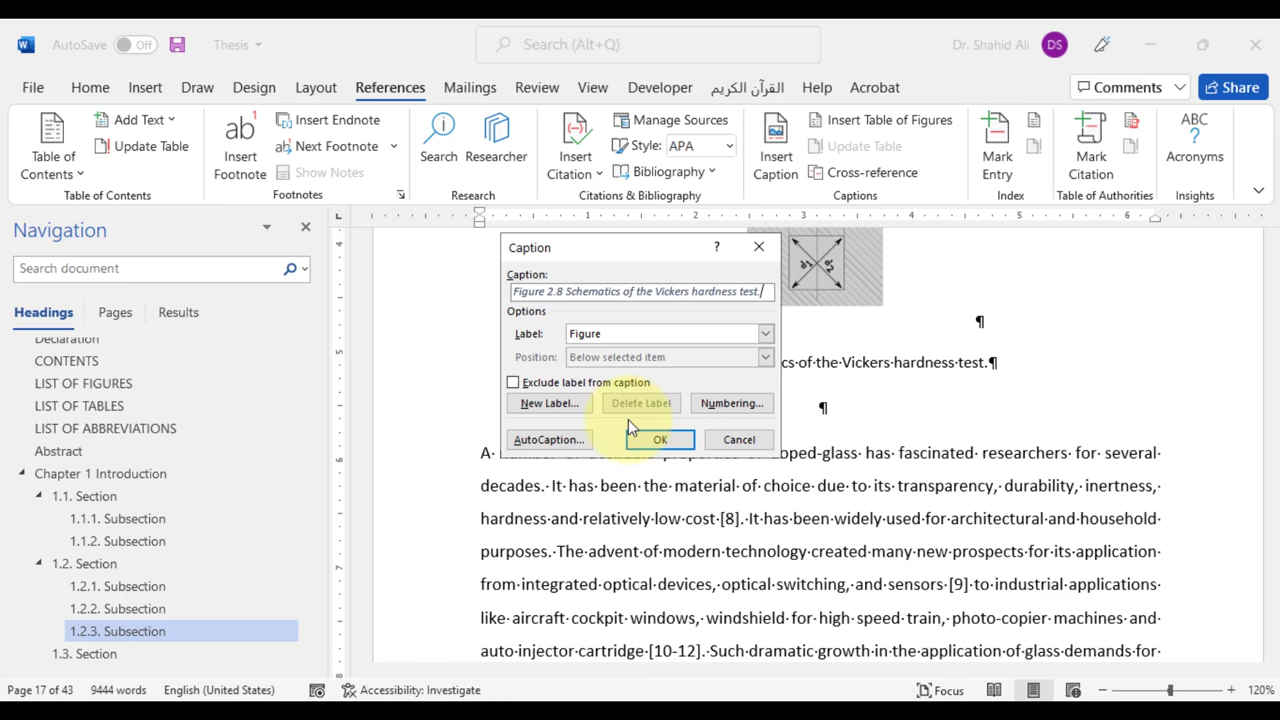 AutoSave Off Thesis Search (Alt+Q) Dr. Shahid Ali DS
File Home Insert Draw Design Layout References Mailings Review View Developer القرآن الكريم Help Acrobat Comments Share
Table of Contents
Add Text
Update Table
Table of Contents
ab1
Insert Footnote
Insert Endnote
Next Footnote
Show Notes
Footnotes
Search
Researcher
Research
Insert Citation
Manage Sources
Style: APA
Bibliography
Citations & Bibliography
Insert Caption
Insert Table of Figures
Update Table
Cross-reference
Captions
Mark Entry
Index
Mark Citation
Table of Authorities
ABC
?
Acronyms
Insights
Navigation
Search document
Headings Pages Results
Declaration
CONTENTS
LIST OF FIGURES
LIST OF TABLES
LIST OF ABBREVIATIONS
Abstract
Chapter 1 Introduction
1.1. Section
1.1.1. Subsection
1.1.2. Subsection
1.2. Section
1.2.1. Subsection
1.2.2. Subsection
1.2.3. Subsection
1.3. Section
3 4 5 6
4
5
7
8
Caption ?
Caption:
Figure 2.8 Schematics of the Vickers hardness test.
Options
Label: Figure
Position: Below selected item
Exclude label from caption
New Label... Delete Label Numbering...
AutoCaption... OK Cancel
¶
of·the·Vickers·hardness·test.¶
¶
doped-glass· has· fascinated· researchers· for· several·
decades.· It· has· been· the· material· of· choice· due· to· its· transparency,· durability,· inertness,·
hardness·and·relatively·low·cost·[8].·It·has·been·widely·used·for·architectural·and·household·
purposes.·The·advent·of·modern·technology·created·many·new·prospects·for·its·application·
from·integrated·optical·devices,·optical·switching,·and·sensors·[9]·to·industrial·applications·
like·aircraft·cockpit·windows,·windshield·for·high·speed·train,·photo-copier·machines·and·
auto·injector·cartridge·[10-12].·Such·dramatic·growth·in·the·application·of·glass·demands·for·
Page 17 of 43 9444 words English (United States) Accessibility: Investigate Focus 120%